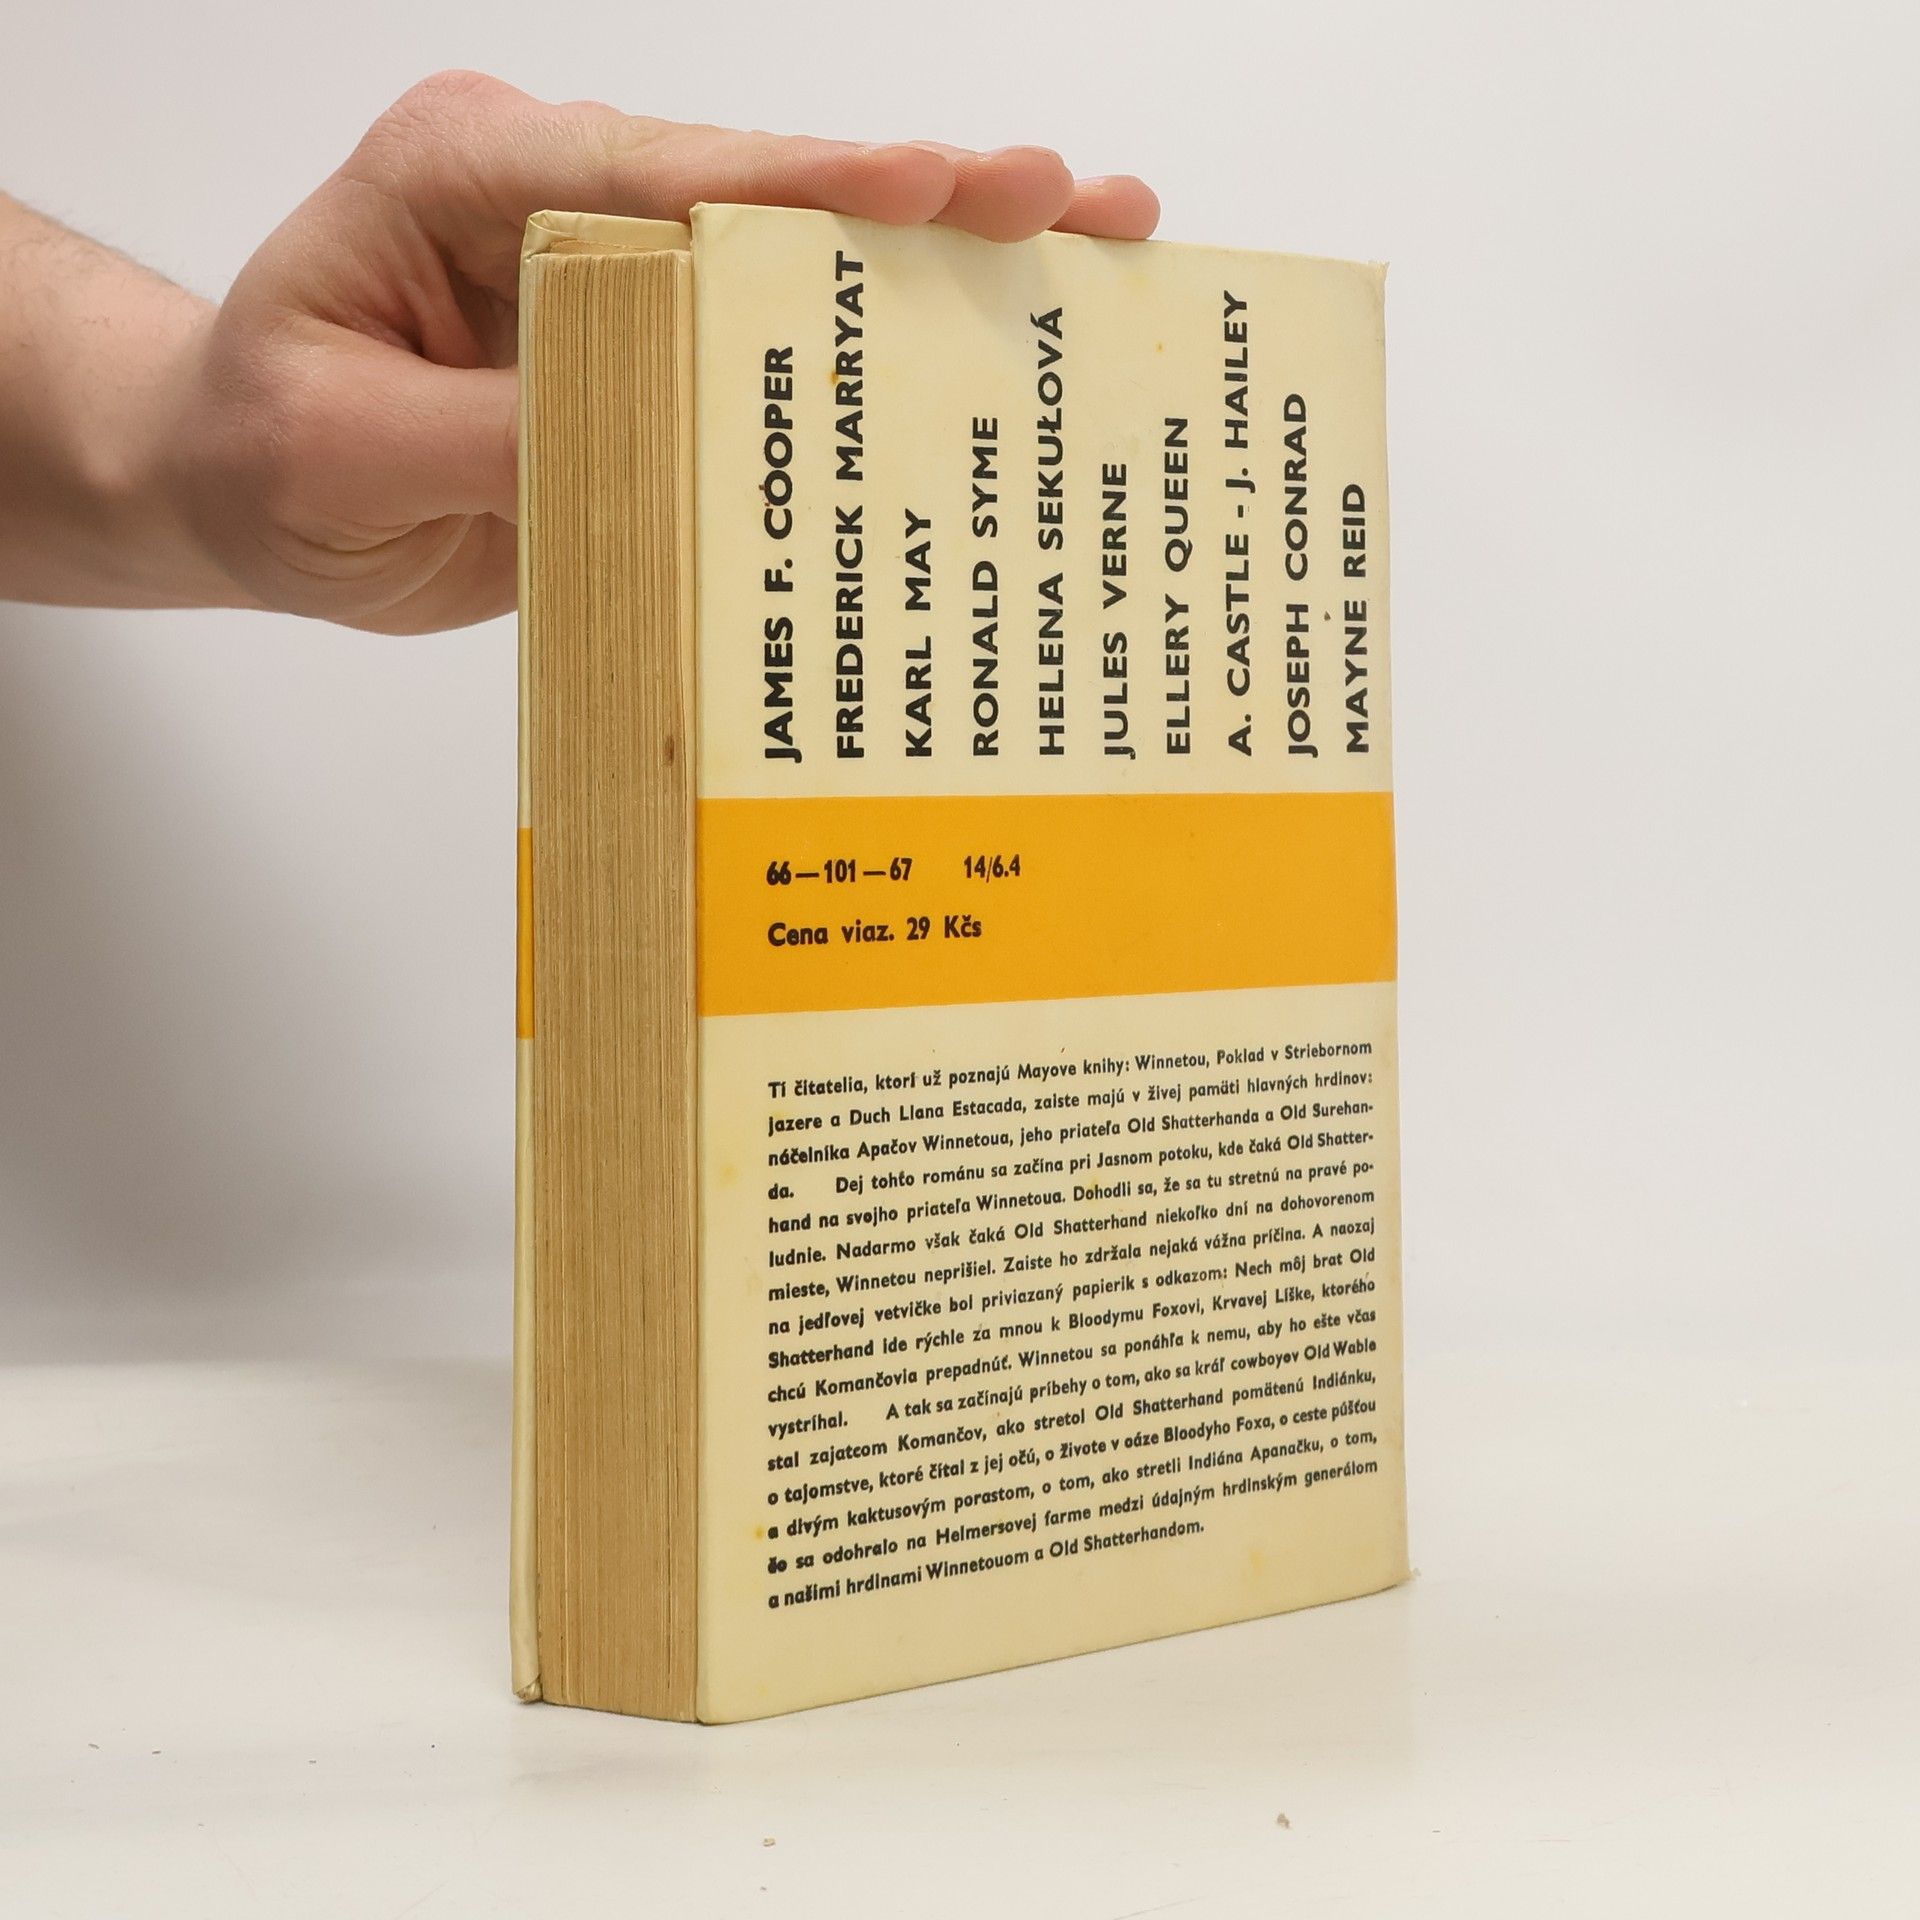 JAMES F. COOPER
FREDERICK MARRYAT
KARL MAY
RONALD SYME
HELENA SEKUŁOVÁ
JULES VERNE
ELLERY QUEEN
A. CASTLE - J. HAILEY
JOSEPH CONRAD
MAYNE REID
66—101—67 14/6.4
Cena viaz. 29 Kčs
Tí čitatelia, ktorí už poznajú Mayove knihy: Winnetou, Poklad v Striebornom
jazere a Duch Llana Estacada, zaiste majú v živej pamäti hlavných hrdinov:
náčelníka Apačov Winnetoua, jeho priateľa Old Shatterhanda a Old Surehan-
da. Dej tohto románu sa začína pri Jasnom potoku, kde čaká Old Shatter-
hand na svojho priateľa Winnetoua. Dohodli sa, že sa tu stretnú na pravé po-
ludnie. Nadarmo však čaká Old Shatterhand niekoľko dní na dohovorenom
mieste, Winnetou neprišiel. Zaiste ho zdržala nejaká vážna príčina. A naozaj
na jedľovej vetvičke bol priviazaný papierik s odkazom: Nech môj brat Old
Shatterhand ide rýchle za mnou k Bloodymu Foxovi, Krvavej Líške, ktorého
chcú Komančovia prepadnúť. Winnetou sa ponáhľa k nemu, aby ho ešte včas
vystríhal. A tak sa začínajú príbehy o tom, ako sa kráľ cowboyov Old Wable
stal zajatcom Komančov, ako stretol Old Shatterhand pomätenú Indiánku,
o tajomstve, ktoré čítal z jej očú, o živote v oáze Bloodyho Foxa, o ceste púšťou
a divým kaktusovým porastom, o tom, ako stretli Indiána Apanačku, o tom,
čo sa odohralo na Helmersovej farme medzi údajným hrdinským generálom
a našimi hrdinami Winnetouom a Old Shatterhandom.